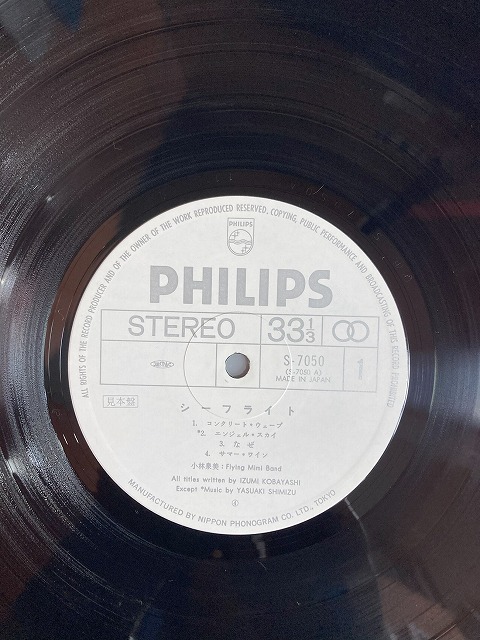 ALL RIGHTS OF THE RECORD PRODUCER AND OF THE OWNER OF THE WORK REPRODUCED RESERVED. COPYING, PUBLIC PERFORMANCE AND BROADCASTING OF THIS RECORD PROHIBITED
PHILIPS
PHILIPS
STEREO 33 1/3
S-7050
(S-7050 A)
MADE IN JAPAN
1
見本盤
シーフライト
1. コンクリート・ウェーブ
*2. エンジェル・スカイ
3. なぜ
4. サマー・ワイン
小林泉美 : Flying Mimi Band
All titles written by IZUMI KOBAYASHI
Except *Music by YASUAKI SHIMIZU
④
MANUFACTURED BY NIPPON PHONOGRAM CO. LTD., TOKYO